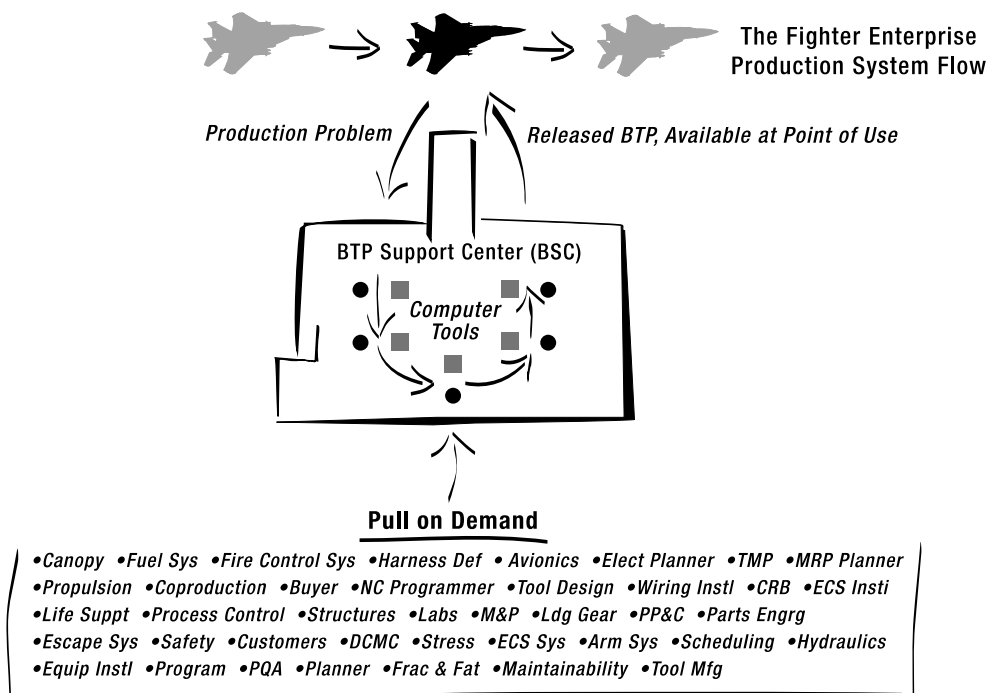 The Fighter Enterprise
Production System Flow
Production Problem
Released BTP, Available at Point of Use
BTP Support Center (BSC)
Computer
Tools
Pull on Demand
•Canopy •Fuel Sys •Fire Control Sys •Harness Def • Avionics •Elect Planner •TMP •MRP Planner
•Propulsion •Coproduction •Buyer •NC Programmer •Tool Design •Wiring Instl •CRB •ECS Insti
•Life Suppt •Process Control •Structures •Labs •M&P •Ldg Gear •PP&C •Parts Engrg
•Escape Sys •Safety •Customers •DCMC •Stress •ECS Sys •Arm Sys •Scheduling •Hydraulics
•Equip Instl •Program •PQA •Planner •Frac & Fat •Maintainability •Tool Mfg